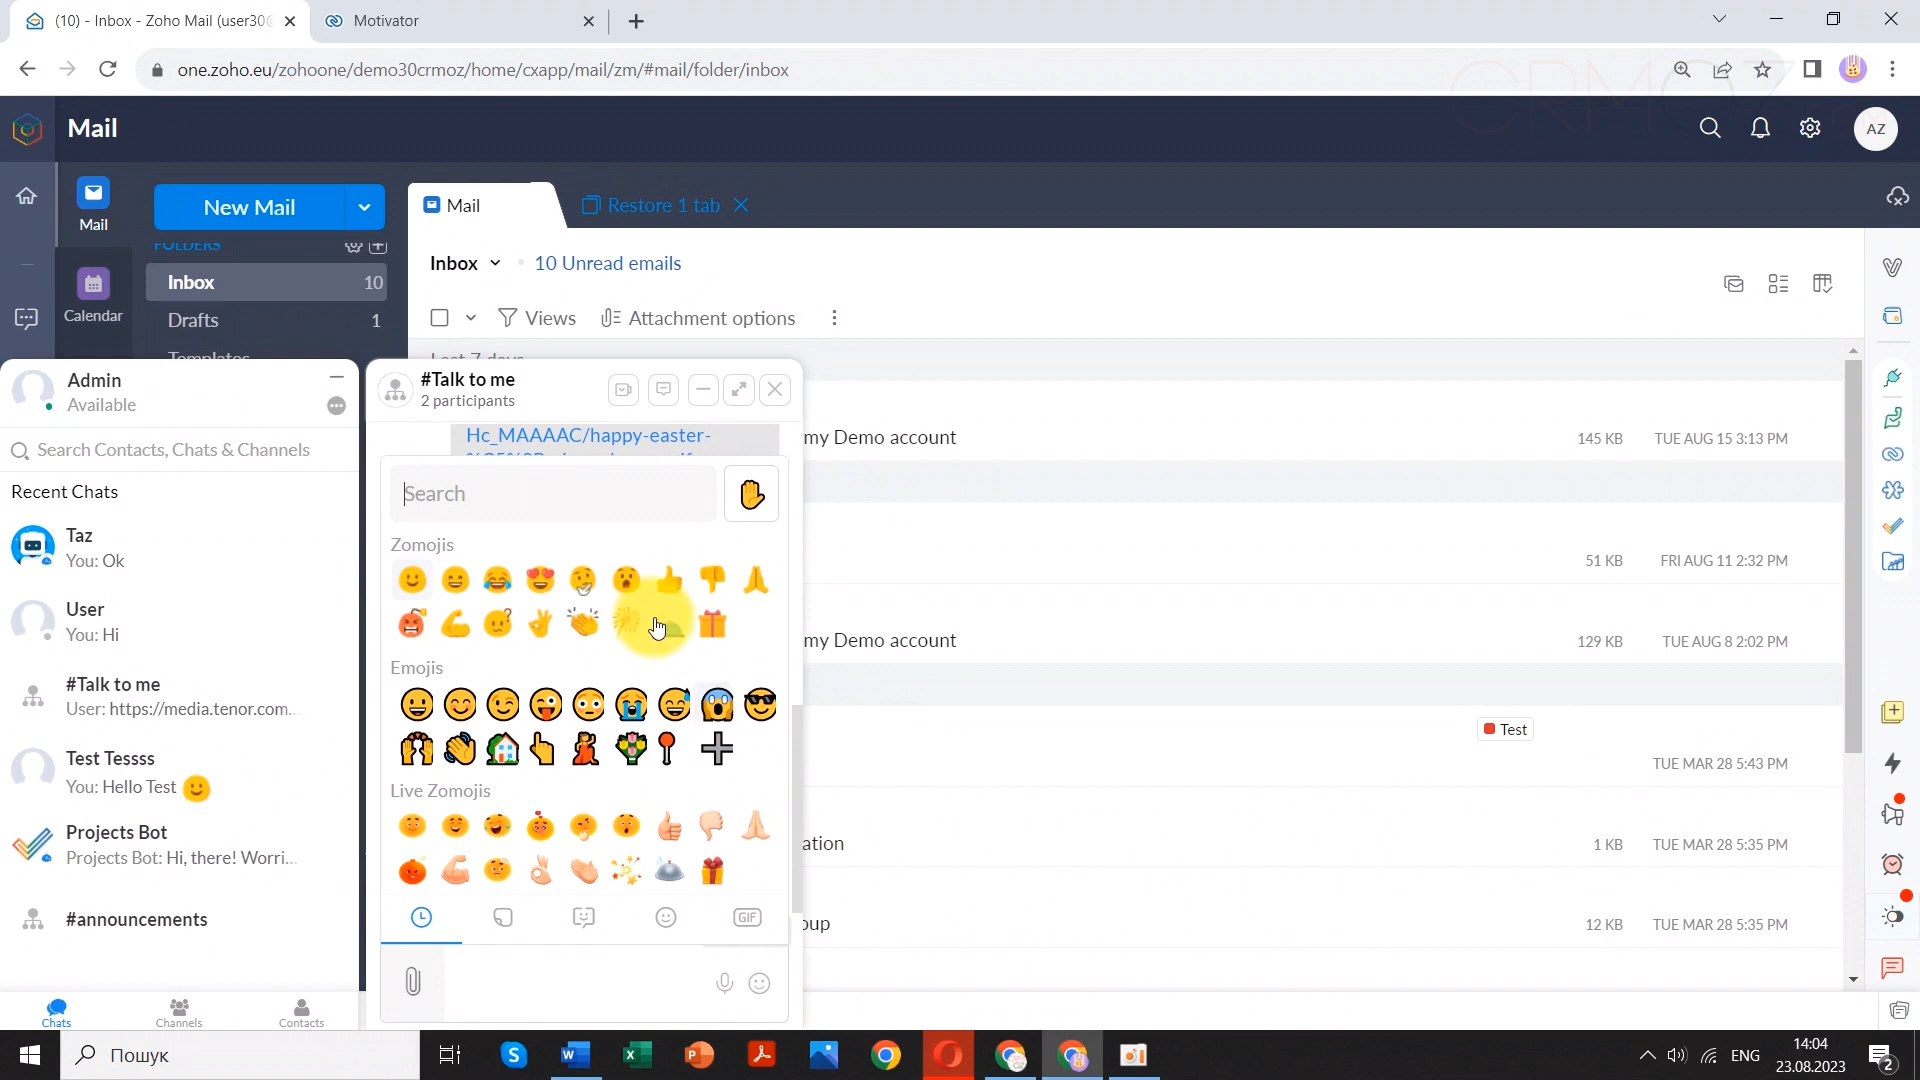 (10) - Inbox - Zoho Mail (user30@
Motivator
one.zoho.eu/zohoone/demo30crmoz/home/cxapp/mail/zm/#mail/folder/inbox
CRMOZ
Mail
AZ
Mail
New Mail
Mail
Restore 1 tab
FOLDERS
Inbox 10
Inbox
10 Unread emails
Calendar
Drafts 1
Views
Attachment options
Templates
Last 7 days
Admin
Available
#Talk to me
2 participants
Search Contacts, Chats & Channels
Hc_MAAAAC/happy-easter-
my Demo account
145 KB
TUE AUG 15 3:13 PM
Recent Chats
Search
Taz
You: Ok
Zomojis
51 KB
FRI AUG 11 2:32 PM
User
You: Hi
my Demo account
129 KB
TUE AUG 8 2:02 PM
Emojis
#Talk to me
User: https://media.tenor.com...
Test
Test Tessss
You: Hello Test
TUE MAR 28 5:43 PM
Live Zomojis
Projects Bot
Projects Bot: Hi, there! Worri...
ation
1 KB
TUE MAR 28 5:35 PM
#announcements
GIF
oup
12 KB
TUE MAR 28 5:35 PM
Chats
Channels
Contacts
Пошук
ENG
14:04
23.08.2023
2